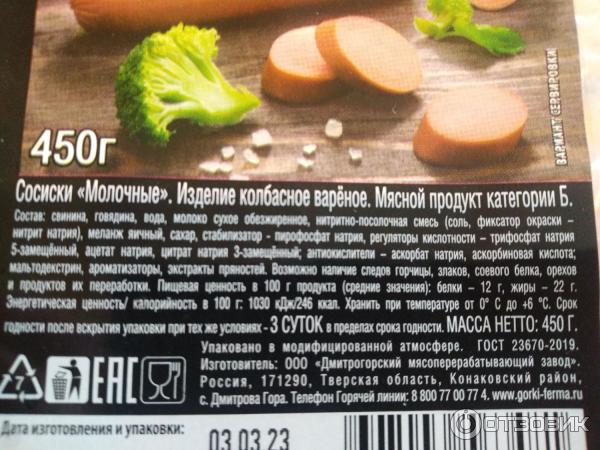 450г
ВАРИАНТ СЕРВИРОВКИ
Сосиски «Молочные». Изделие колбасное варёное. Мясной продукт категории Б.
Состав: свинина, говядина, вода, молоко сухое обезжиренное, нитритно-посолочная смесь (соль, фиксатор окраски –
нитрит натрия), меланж яичный, сахар, стабилизатор - пирофосфат натрия, регуляторы кислотности – трифосфат натрия
5-замещённый, ацетат натрия, цитрат натрия 3-замещённый; антиокислители – аскорбат натрия, аскорбиновая кислота;
мальтодекстрин, ароматизаторы, экстракты пряностей. Возможно наличие следов горчицы, злаков, соевого белка, орехов
и продуктов их переработки. Пищевая ценность в 100 г продукта (средние значения): белки – 12 г, жиры – 22 г.
Энергетическая ценность/ калорийность в 100 г: 1030 кДж/246 ккал. Хранить при температуре от 0° С до +6° С. Срок
годности после вскрытия упаковки при тех же условиях - 3 СУТОК в пределах срока годности. МАССА НЕТТО: 450 Г.
Упаковано в модифицированной атмосфере. ГОСТ 23670-2019.
Изготовитель: ООО «Дмитрогорский мясоперерабатывающий завод».
Россия, 171290, Тверская область, Конаковский район,
с. Дмитрова Гора. Телефон Горячей линии: 8 800 77 00 77 4. www.gorki-ferma.ru
7
EAC
Дата изготовления и упаковки:
03 03 23
ОТЗОВИК